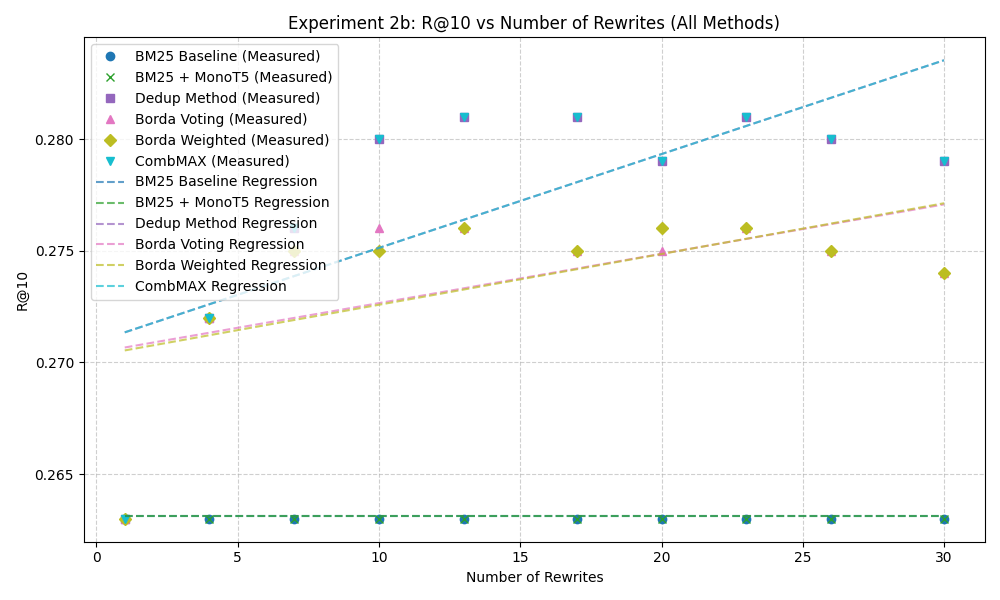 Experiment 2b: R@10 vs Number of Rewrites (All Methods)
BM25 Baseline (Measured)
BM25 + MonoT5 (Measured)
Dedup Method (Measured)
Borda Voting (Measured)
Borda Weighted (Measured)
CombMAX (Measured)
BM25 Baseline Regression
BM25 + MonoT5 Regression
Dedup Method Regression
Borda Voting Regression
Borda Weighted Regression
CombMAX Regression
R@10
0.280
0.275
0.270
0.265
0 5 10 15 20 25 30
Number of Rewrites